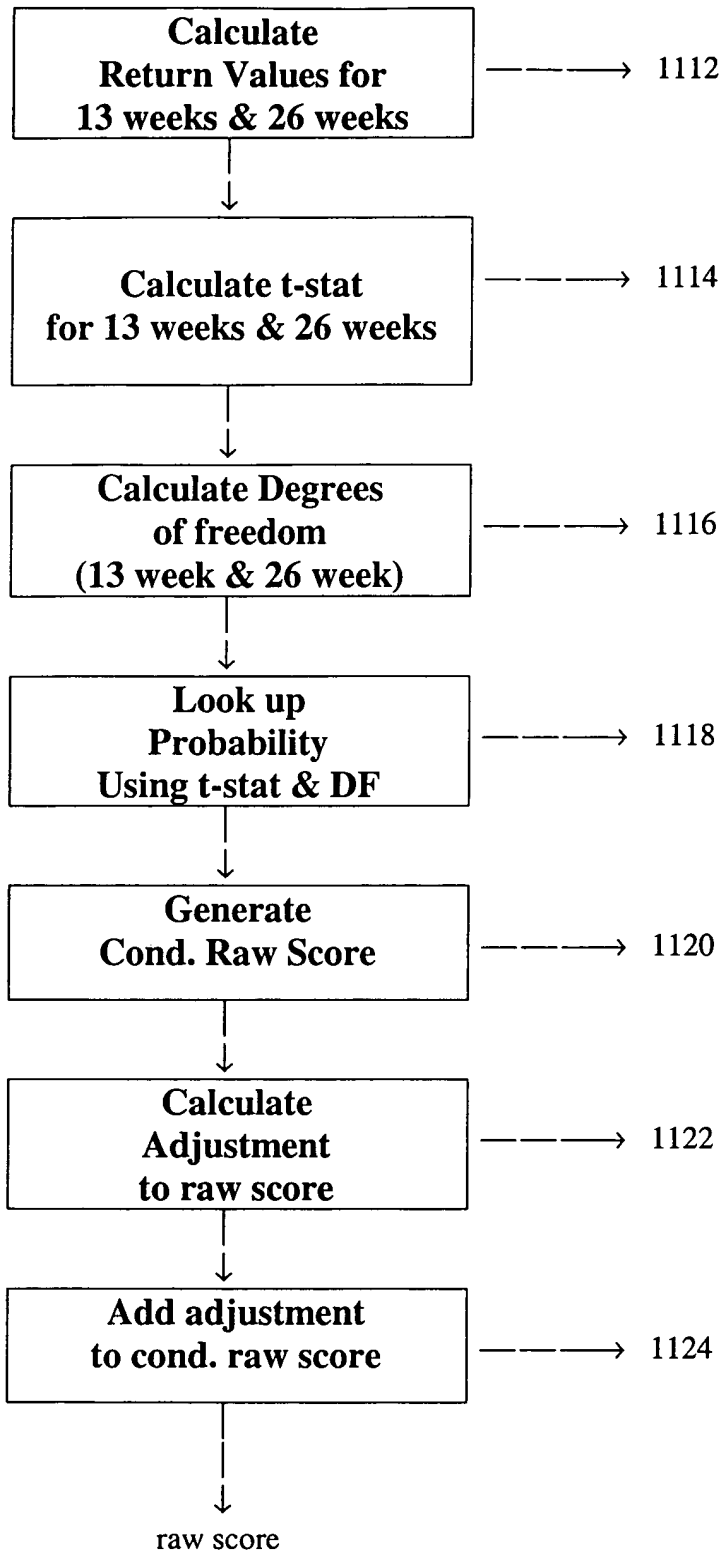 Calculate
Return Values for
13 weeks & 26 weeks
1112
Calculate t-stat
for 13 weeks & 26 weeks
1114
Calculate Degrees
of freedom
(13 week & 26 week)
1116
Look up
Probability
Using t-stat & DF
1118
Generate
Cond. Raw Score
1120
Calculate
Adjustment
to raw score
1122
Add adjustment
to cond. raw score
1124
raw score